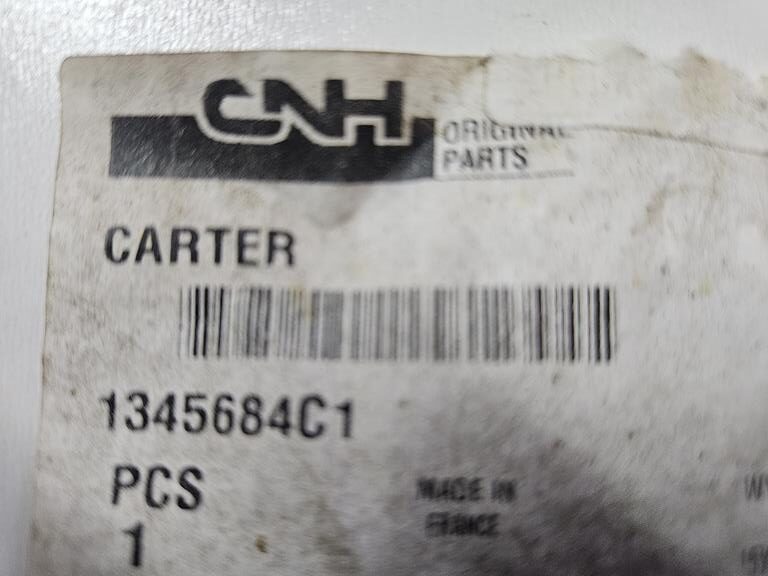 CNH
ORIGINAL
PARTS
CARTER
1345684C1
PCS
1
MADE IN
FRANCE